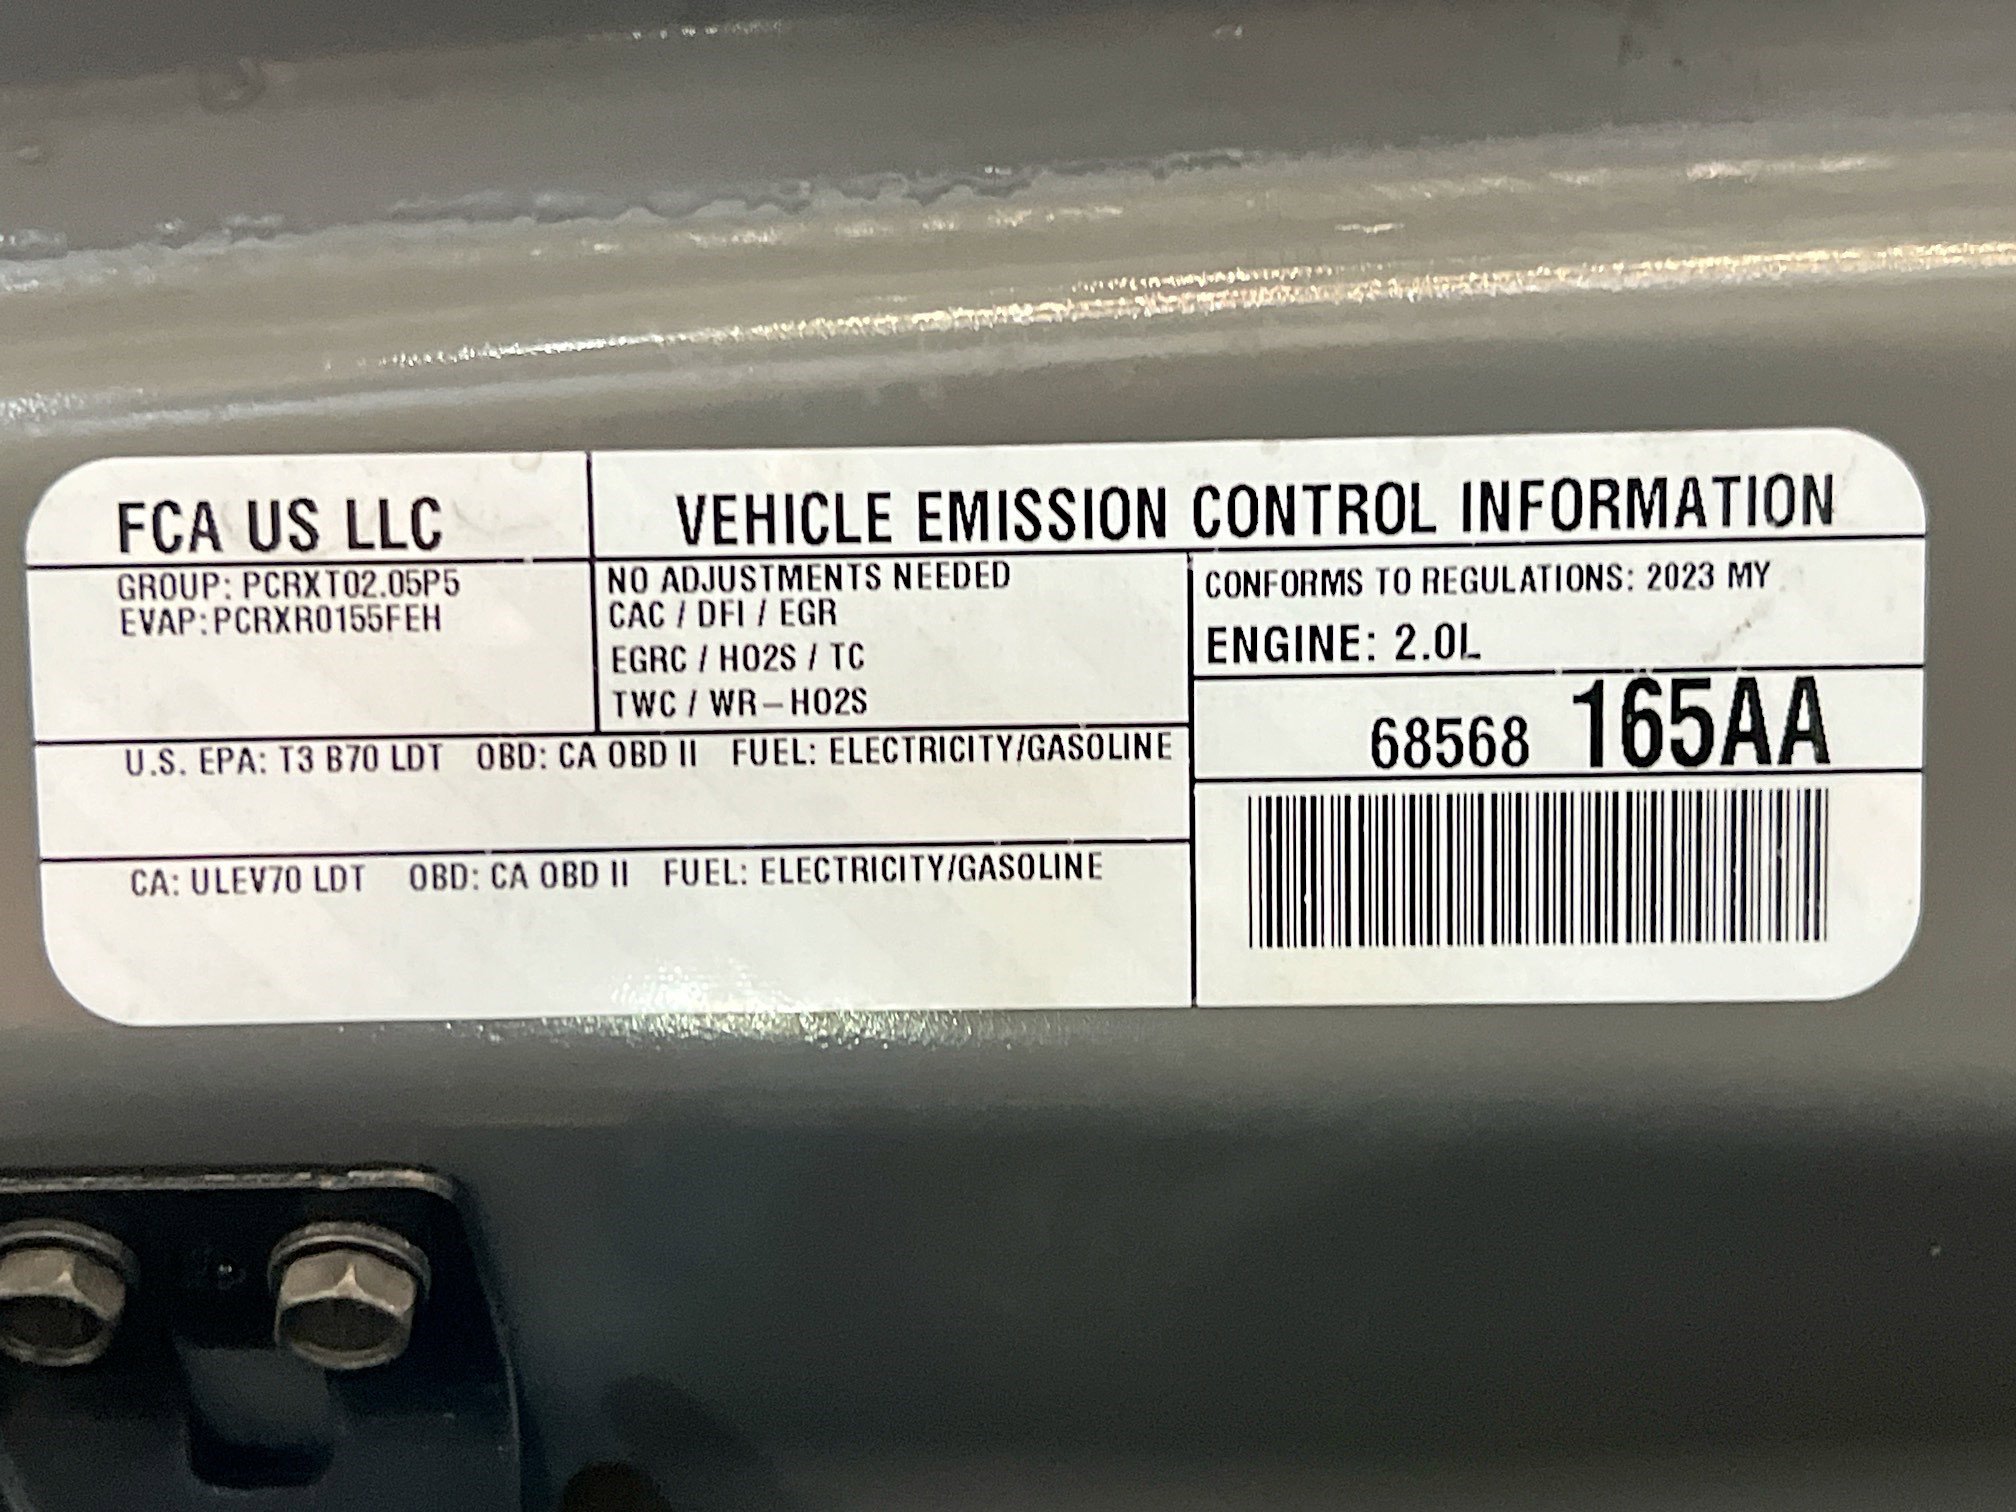 FCA US LLC
VEHICLE EMISSION CONTROL INFORMATION
GROUP: PCRXT02.05P5
EVAP: PCRXR0155FEH
NO ADJUSTMENTS NEEDED
CAC / DFI / EGR
EGRC / HO2S / TC
TWC / WR-HO2S
CONFORMS TO REGULATIONS: 2023 MY
ENGINE: 2.0L
68568 165AA
U.S. EPA: T3 B70 LDT OBD: CA OBD II FUEL: ELECTRICITY/GASOLINE
CA: ULEV70 LDT OBD: CA OBD II FUEL: ELECTRICITY/GASOLINE